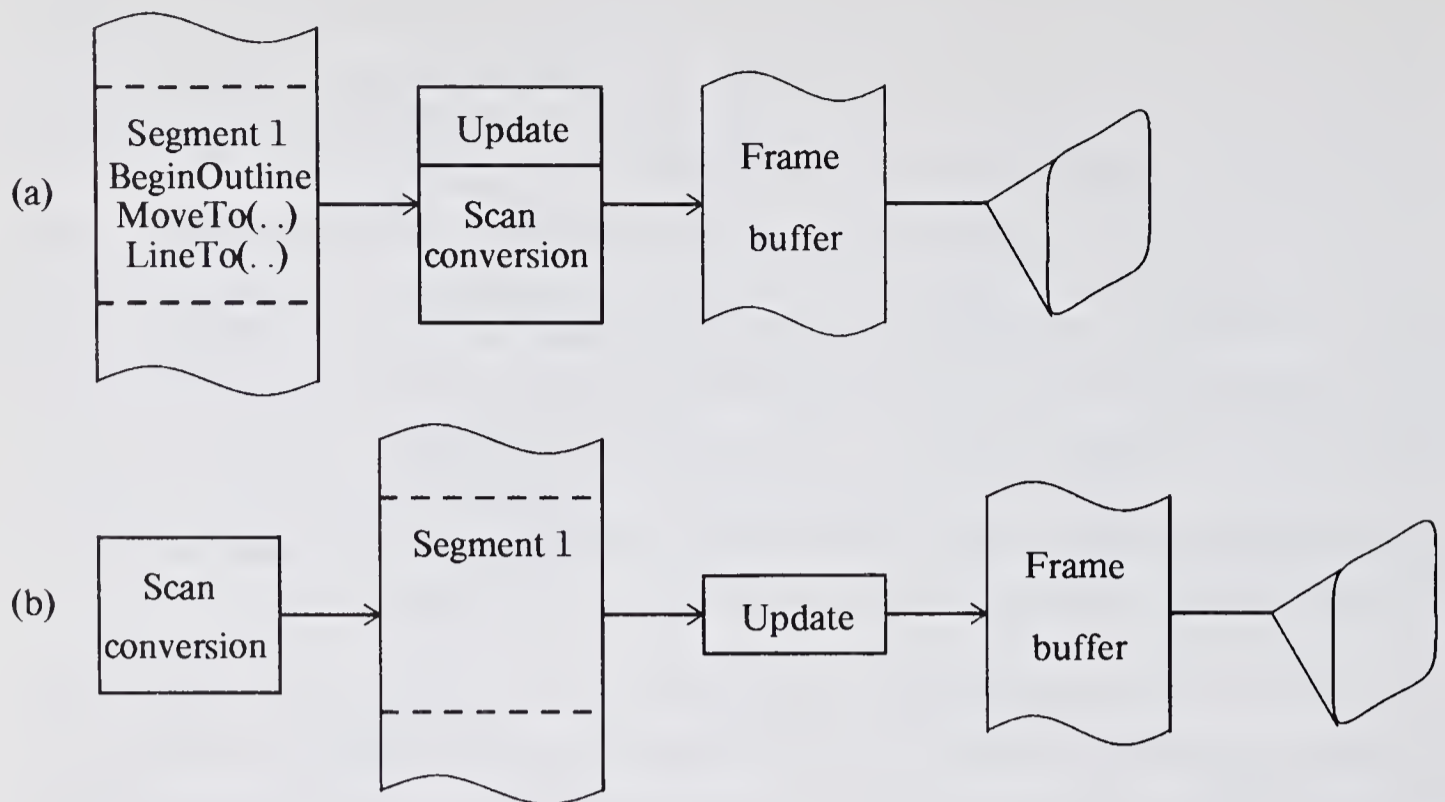 (a)
Segment 1
BeginOutline
MoveTo(. .)
LineTo(. .)
Update
Scan
conversion
Frame
buffer
(b)
Scan
conversion
Segment 1
Update
Frame
buffer